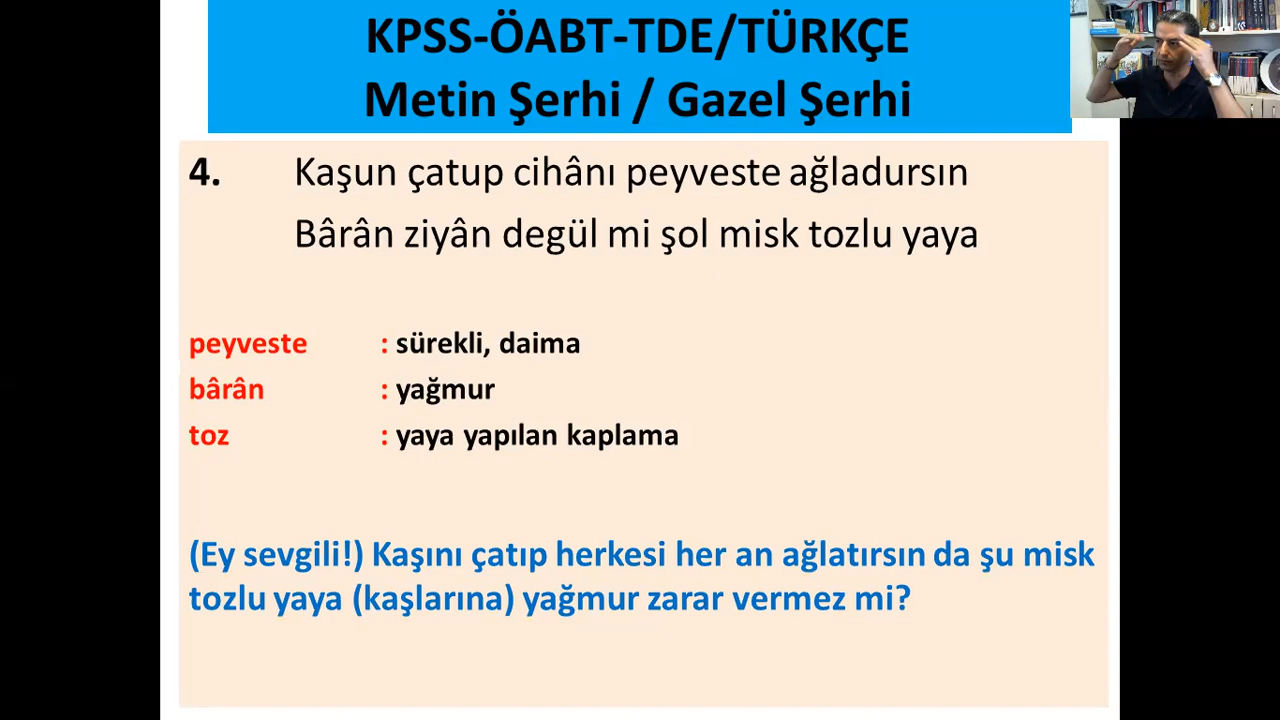 KPSS-ÖABT-TDE/TÜRKÇE
Metin Şerhi / Gazel Şerhi
4. Kaşun çatup cihânı peyveste ağladursın
Bârân ziyân degül mi şol misk tozlu yaya
peyveste : sürekli, daima
bârân : yağmur
toz : yaya yapılan kaplama
(Ey sevgili!) Kaşını çatıp herkesi her an ağlatırsın da şu misk
tozlu yaya (kaşlarına) yağmur zarar vermez mi?